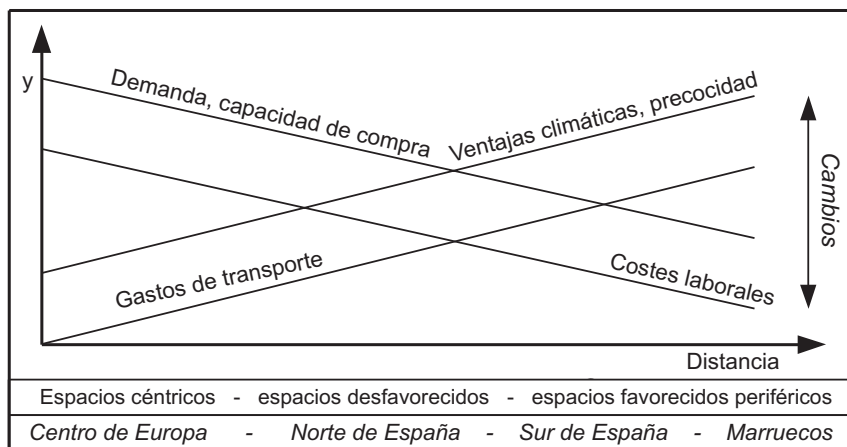 y
Demanda, capacidad de compra
Ventajas climáticas, precocidad
Cambios
Gastos de transporte
Costes laborales
Distancia
Espacios céntricos - espacios desfavorecidos - espacios favorecidos periféricos
Centro de Europa - Norte de España - Sur de España - Marruecos